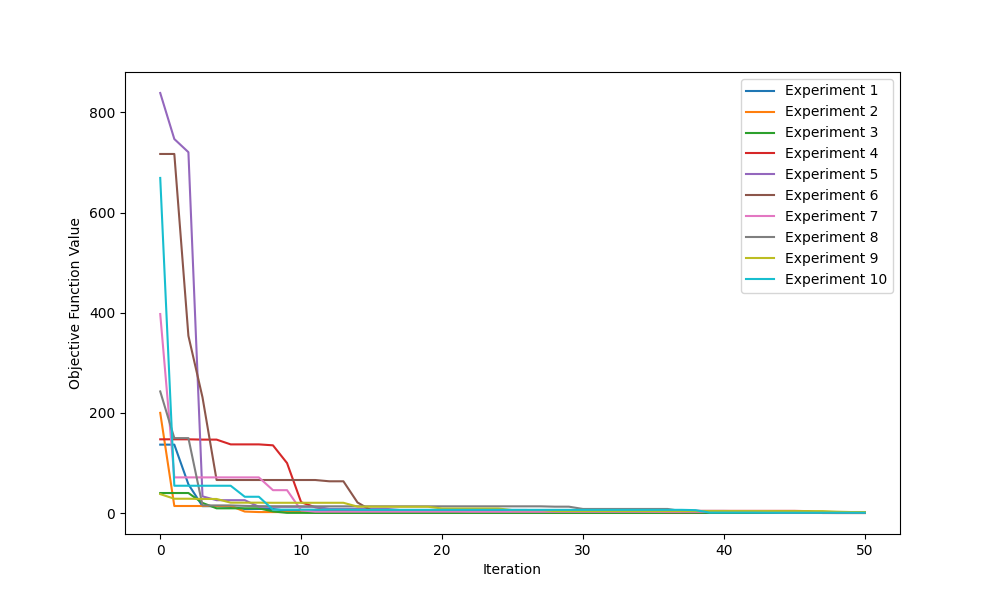 800
600
400
200
0
Objective Function Value
0
10
20
30
40
50
Iteration
Experiment 1
Experiment 2
Experiment 3
Experiment 4
Experiment 5
Experiment 6
Experiment 7
Experiment 8
Experiment 9
Experiment 10